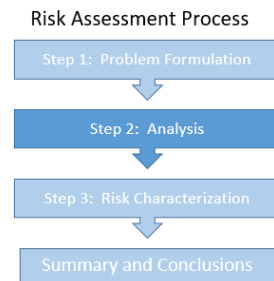 Risk Assessment Process
Step 1: Problem Formulation
Step 2: Analysis
Step 3: Risk Characterization
Summary and Conclusions